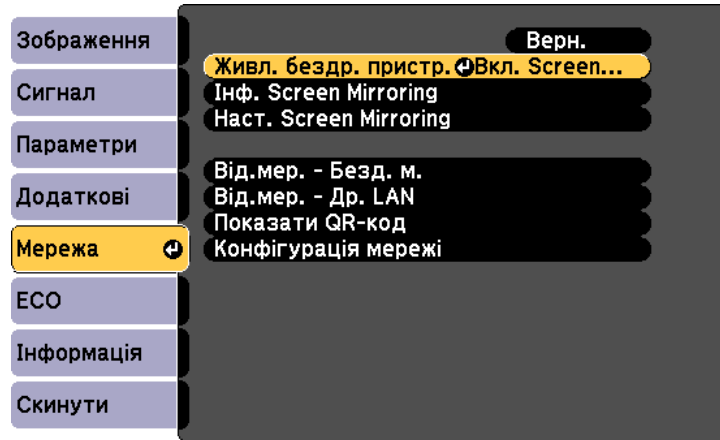 Зображення
Сигнал
Параметри
Додаткові
Мережа
ECO
Інформація
Скинути
Верн.
Живл. бездр. пристр. Вкл. Screen...
Інф. Screen Mirroring
Наст. Screen Mirroring
Від.мер. - Безд. м.
Від.мер. - Др. LAN
Показати QR-код
Конфігурація мережі